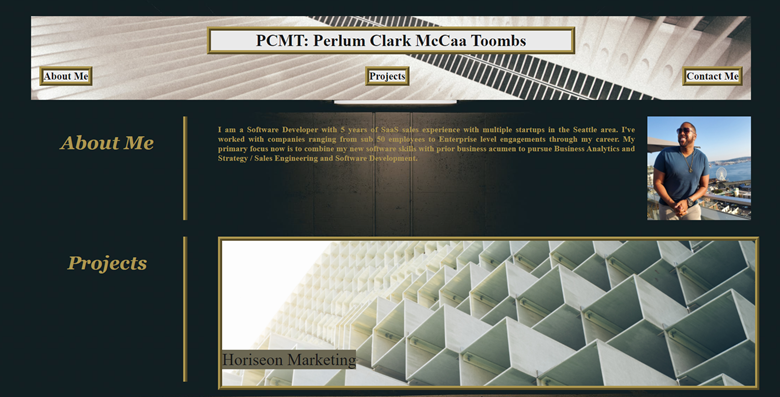 PCMT: Perlum Clark McCaa Toombs
About Me
Projects
Contact Me
About Me
I am a Software Developer with 5 years of SaaS sales experience with multiple startups in the Seattle area. I've
worked with companies ranging from sub 50 employees to Enterprise level engagements through my career. My
primary focus now is to combine my new software skills with prior business acumen to pursue Business Analytics and
Strategy / Sales Engineering and Software Development.
Projects
Horiseon Marketing